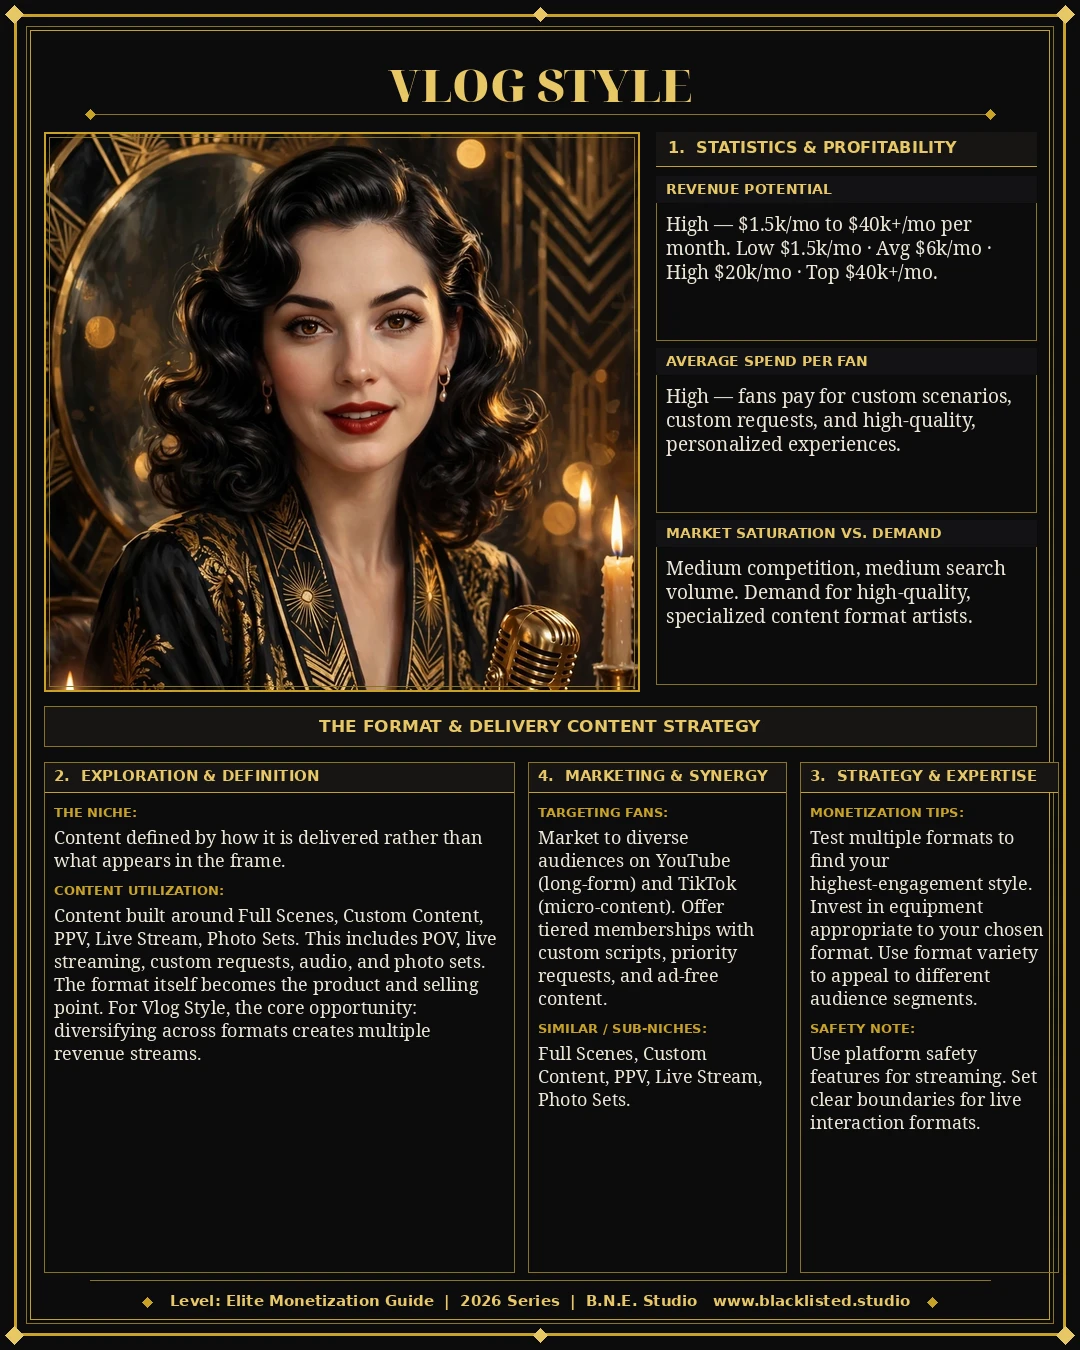 VLOG STYLE
1. STATISTICS & PROFITABILITY
REVENUE POTENTIAL
High — $1.5k/mo to $40k+/mo per
month. Low $1.5k/mo · Avg $6k/mo ·
High $20k/mo · Top $40k+/mo.
AVERAGE SPEND PER FAN
High — fans pay for custom scenarios,
custom requests, and high-quality,
personalized experiences.
MARKET SATURATION VS. DEMAND
Medium competition, medium search
volume. Demand for high-quality,
specialized content format artists.
THE FORMAT & DELIVERY CONTENT STRATEGY
2. EXPLORATION & DEFINITION
THE NICHE:
Content defined by how it is delivered rather than
what appears in the frame.
CONTENT UTILIZATION:
Content built around Full Scenes, Custom Content,
PPV, Live Stream, Photo Sets. This includes POV, live
streaming, custom requests, audio, and photo sets.
The format itself becomes the product and selling
point. For Vlog Style, the core opportunity:
diversifying across formats creates multiple
revenue streams.
4. MARKETING & SYNERGY
TARGETING FANS:
Market to diverse
audiences on YouTube
(long-form) and TikTok
(micro-content). Offer
tiered memberships with
custom scripts, priority
requests, and ad-free
content.
SIMILAR / SUB-NICHES:
Full Scenes, Custom
Content, PPV, Live Stream,
Photo Sets.
3. STRATEGY & EXPERTISE
MONETIZATION TIPS:
Test multiple formats to
find your
highest-engagement style.
Invest in equipment
appropriate to your chosen
format. Use format variety
to appeal to different
audience segments.
SAFETY NOTE:
Use platform safety
features for streaming. Set
clear boundaries for live
interaction formats.
Level: Elite Monetization Guide | 2026 Series | B.N.E. Studio www.blacklisted.studio